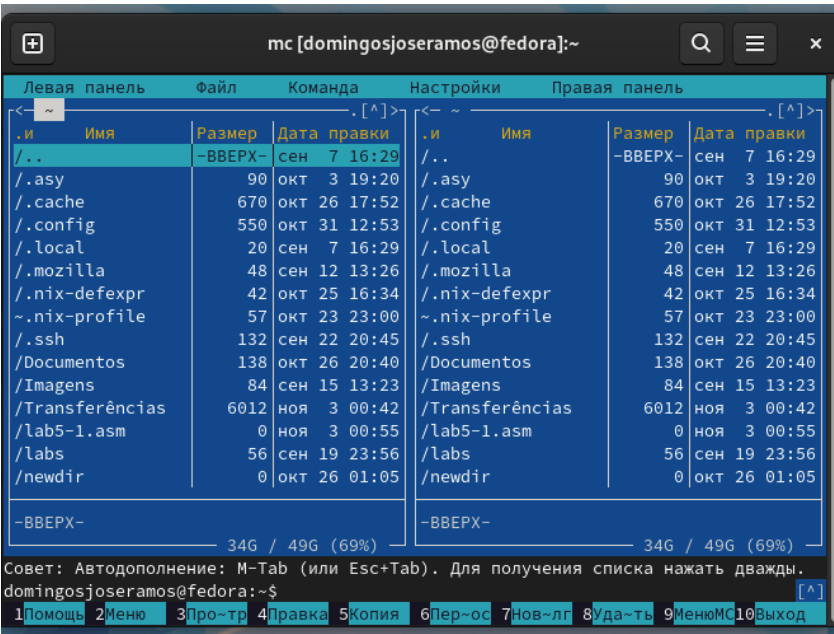 mc [domingosjoseramos@fedora]:~
Левая панель Файл Команда Настройки Правая панель
<— ~ .[^]> <— ~ .[^]>
.и Имя Размер Дата правки .и Имя Размер Дата правки
/.. -ВВЕРХ- сен 7 16:29 /.. -ВВЕРХ- сен 7 16:29
/.asy 90 окт 3 19:20 /.asy 90 окт 3 19:20
/.cache 670 окт 26 17:52 /.cache 670 окт 26 17:52
/.config 550 окт 31 12:53 /.config 550 окт 31 12:53
/.local 20 сен 7 16:29 /.local 20 сен 7 16:29
/.mozilla 48 сен 12 13:26 /.mozilla 48 сен 12 13:26
/.nix-defexpr 42 окт 25 16:34 /.nix-defexpr 42 окт 25 16:34
~.nix-profile 57 окт 23 23:00 ~.nix-profile 57 окт 23 23:00
/.ssh 132 сен 22 20:45 /.ssh 132 сен 22 20:45
/Documentos 138 окт 26 20:40 /Documentos 138 окт 26 20:40
/Imagens 84 сен 15 13:23 /Imagens 84 сен 15 13:23
/Transferências 6012 ноя 3 00:42 /Transferências 6012 ноя 3 00:42
/lab5-1.asm 0 ноя 3 00:55 /lab5-1.asm 0 ноя 3 00:55
/labs 56 сен 19 23:56 /labs 56 сен 19 23:56
/newdir 0 окт 26 01:05 /newdir 0 окт 26 01:05
-ВВЕРХ- -ВВЕРХ-
34G / 49G (69%) 34G / 49G (69%)
Совет: Автодополнение: M-Tab (или Esc+Tab). Для получения списка нажать дважды.
domingosjoseramos@fedora:~$ [^]
1Помощь 2Меню 3Про~тр 4Правка 5Копия 6Пер~ос 7Нов~лг 8Уда~ть 9МенюMC 10Выход